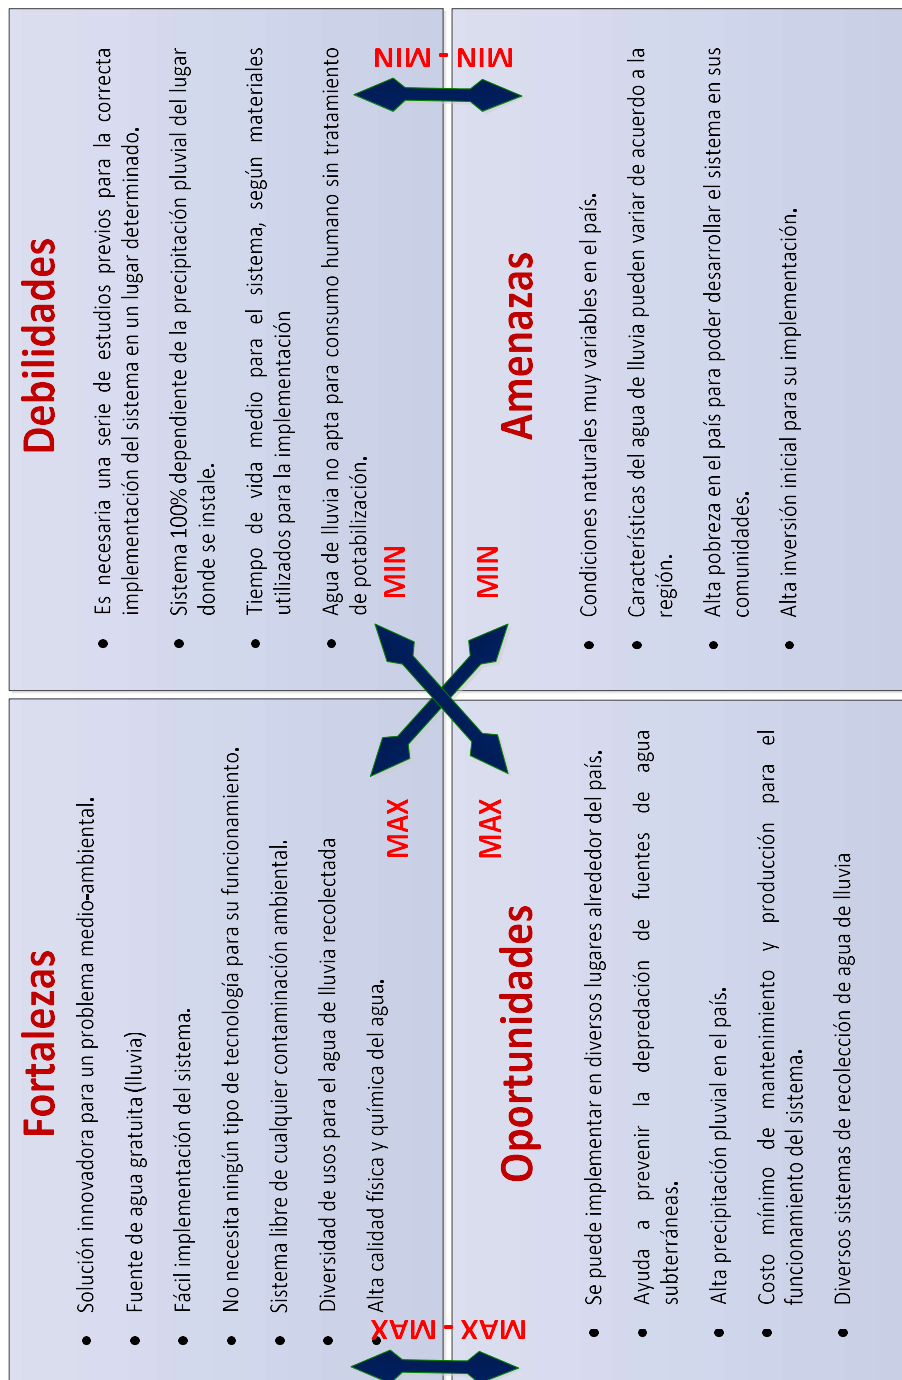 Fortalezas
• Solución innovadora para un problema medio-ambiental.
• Fuente de agua gratuita (lluvia)
• Fácil implementación del sistema.
• No necesita ningún tipo de tecnología para su funcionamiento.
• Sistema libre de cualquier contaminación ambiental.
• Diversidad de usos para el agua de lluvia recolectada
• Alta calidad física y química del agua.
MAX
Debilidades
• Es necesaria una serie de estudios previos para la correcta
implementación del sistema en un lugar determinado.
• Sistema 100% dependiente de la precipitación pluvial del lugar
donde se instale.
• Tiempo de vida medio para el sistema, según materiales
utilizados para la implementación
• Agua de lluvia no apta para consumo humano sin tratamiento
de potabilización.
MIN
MAX - MAX
MIN - MIN
Oportunidades
MAX
• Se puede implementar en diversos lugares alrededor del país.
• Ayuda a prevenir la depredación de fuentes de agua
subterráneas.
• Alta precipitación pluvial en el país.
• Costo mínimo de mantenimiento y producción para el
funcionamiento del sistema.
• Diversos sistemas de recolección de agua de lluvia
Amenazas
MIN
• Condiciones naturales muy variables en el país.
• Características del agua de lluvia pueden variar de acuerdo a la
región.
• Alta pobreza en el país para poder desarrollar el sistema en sus
comunidades.
• Alta inversión inicial para su implementación.